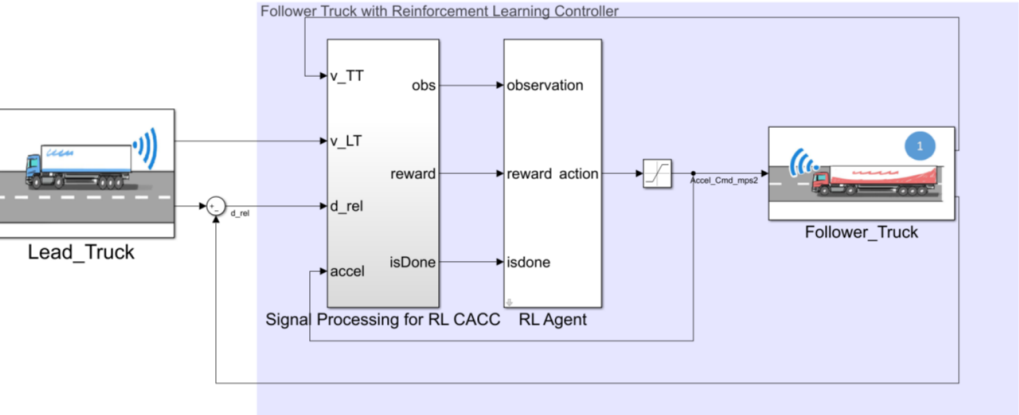 Follower Truck with Reinforcement Learning Controller
v_TT
obs
observation
v_LT
1
reward
reward action
Accel_Cmd_mps2
d_rel
d_rel
Follower_Truck
Lead_Truck
isDone
isdone
accel
Signal Processing for RL CACC
RL Agent